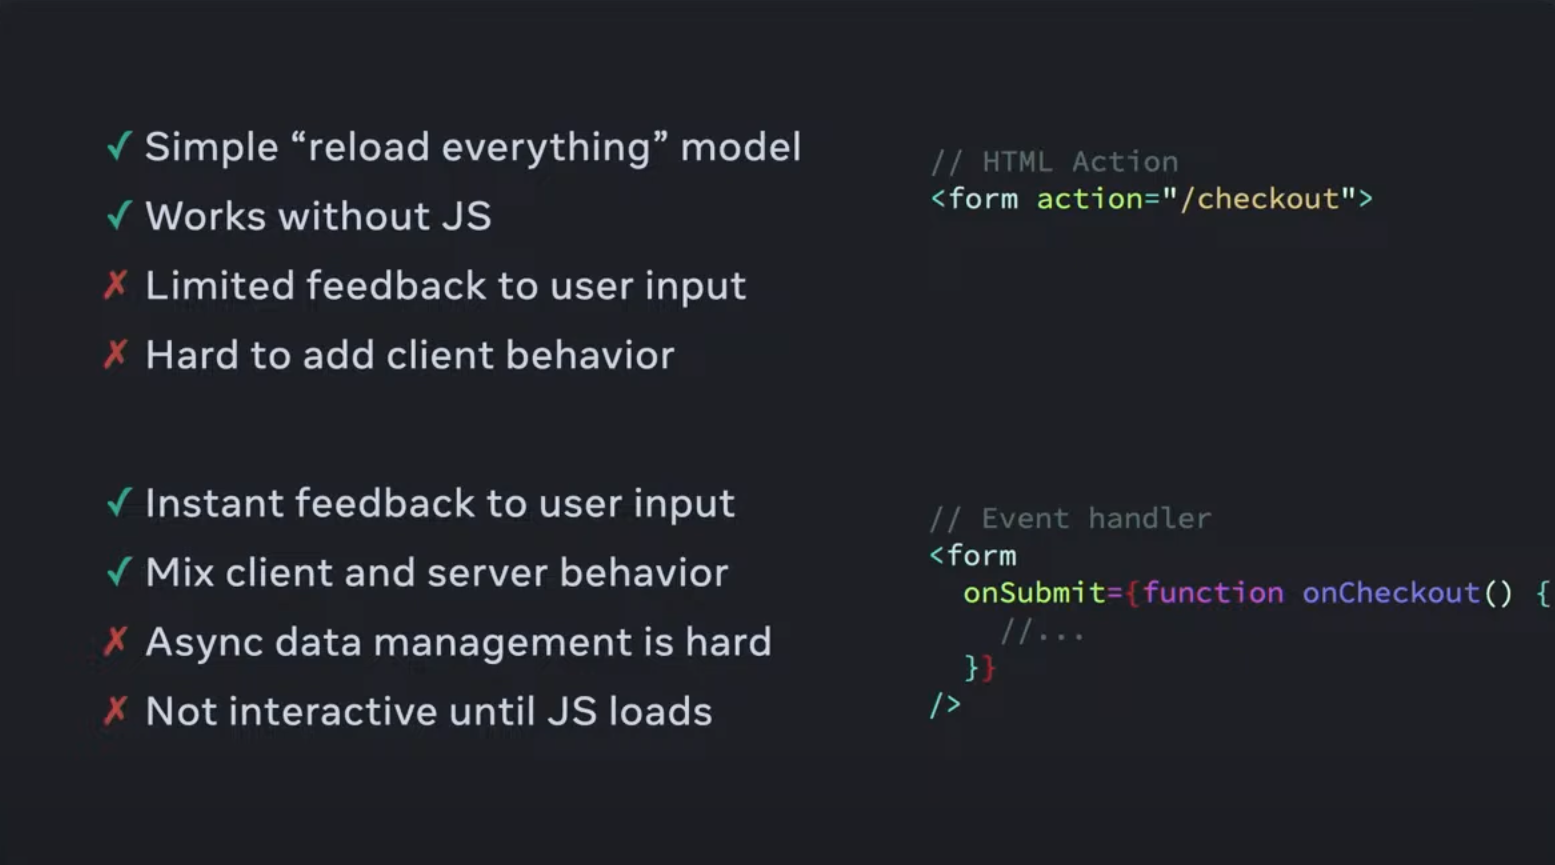 ✓ Simple “reload everything” model
✓ Works without JS
✗ Limited feedback to user input
✗ Hard to add client behavior
// HTML Action
<form action="/checkout">
✓ Instant feedback to user input
✓ Mix client and server behavior
✗ Async data management is hard
✗ Not interactive until JS loads
// Event handler
<form
onSubmit={function onCheckout() {
//...
}}
/>